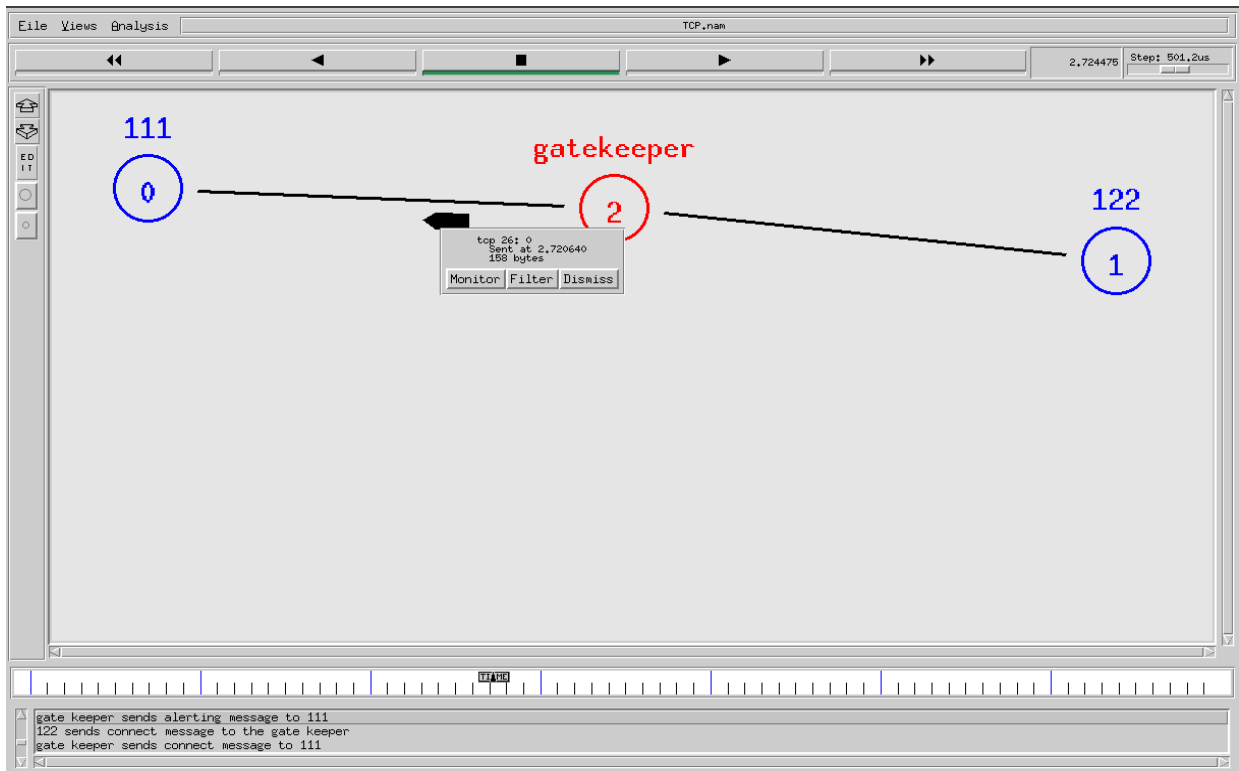 File Views Analysis TCP.nam
2.724475 Step: 501.2us
ED
IT
111
0
gatekeeper
2
122
1
tcp 26: 0
Sent at 2.720640
158 bytes
Monitor Filter Dismiss
TIME
gate keeper sends alerting message to 111
122 sends connect message to the gate keeper
gate keeper sends connect message to 111